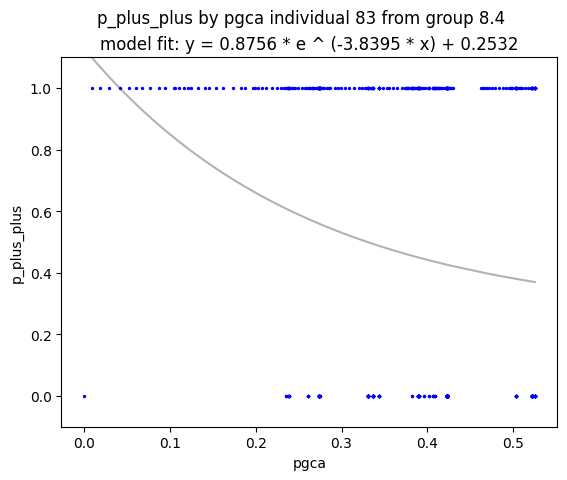 p_plus_plus by pgca individual 83 from group 8.4
model fit: y = 0.8756 * e ^ (-3.8395 * x) + 0.2532
1.0
0.8
0.6
0.4
0.2
0.0
p_plus_plus
0.0 0.1 0.2 0.3 0.4 0.5
pgca